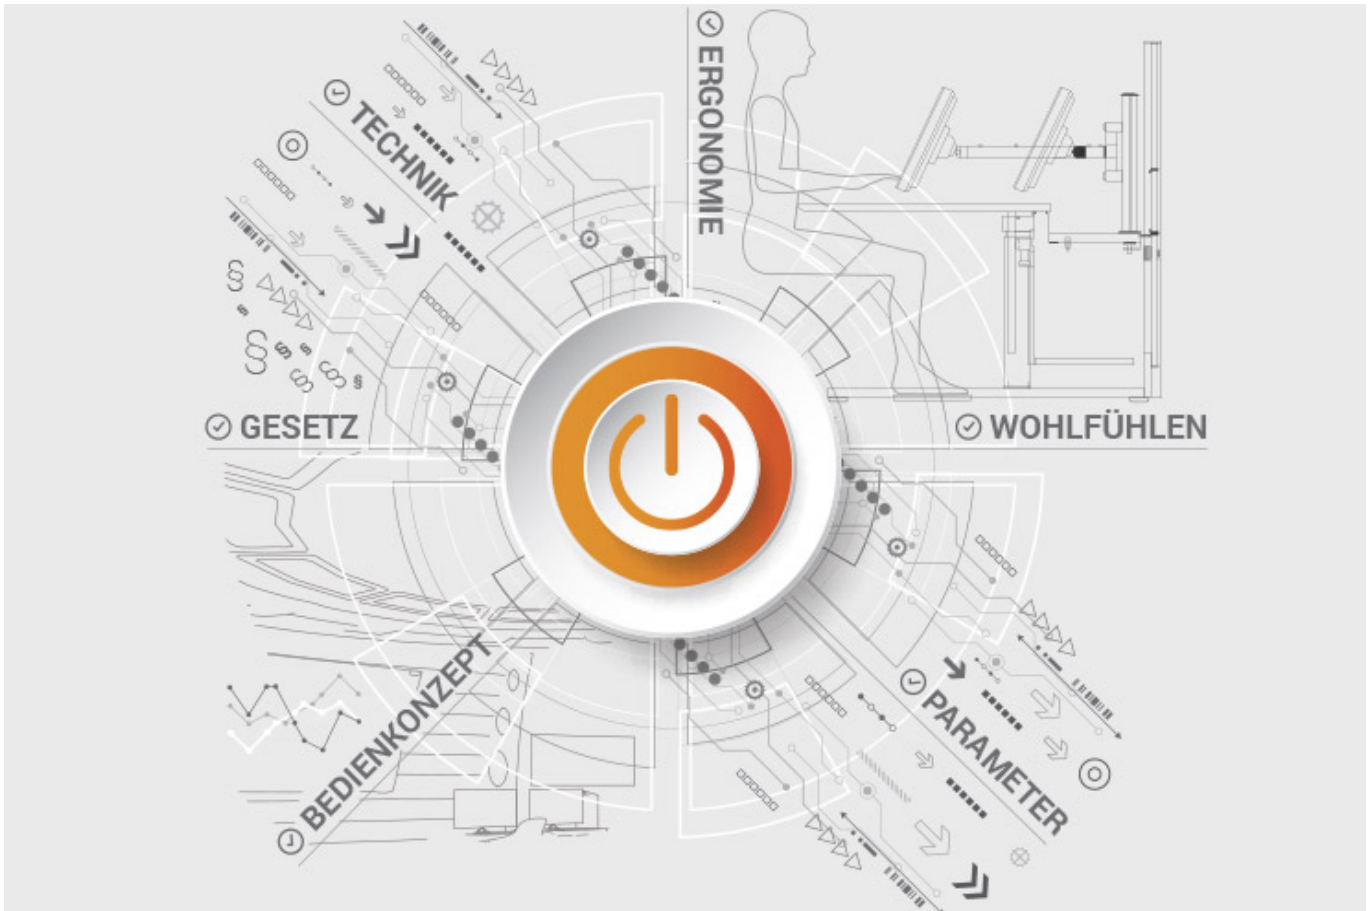 ERGONOMIE
TECHNIK
GESETZ
WOHLFÜHLEN
BEDIENKONZEPT
PARAMETER
§
§
§
§
§
§
§
§